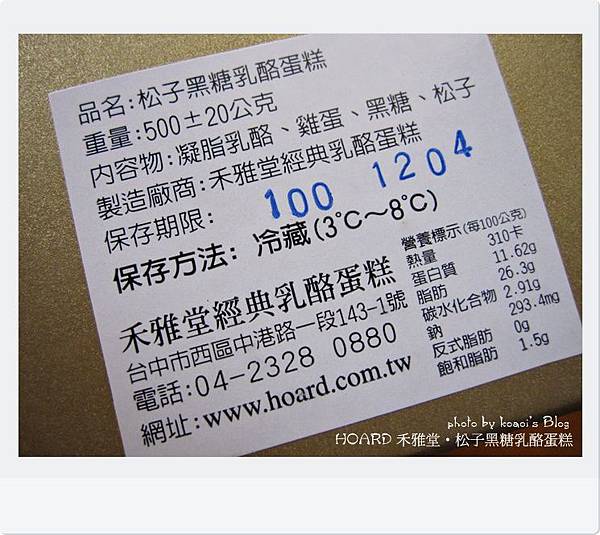 品名:松子黑糖乳酪蛋糕
重量:500±20公克
內容物:凝脂乳酪、雞蛋、黑糖、松子
製造廠商:禾雅堂經典乳酪蛋糕
保存期限: 100 1204
保存方法: 冷藏(3℃~8℃)
禾雅堂經典乳酪蛋糕
台中市西區中港路一段143-1號
電話:04-2328 0880
網址:www.hoard.com.tw
營養標示(每100公克)
熱量 310卡
蛋白質 11.62g
脂肪 26.3g
碳水化合物 2.91g
鈉 293.4mg
反式脂肪 0g
飽和脂肪 1.5g
photo by koaoi's Blog
HOARD 禾雅堂・松子黑糖乳酪蛋糕